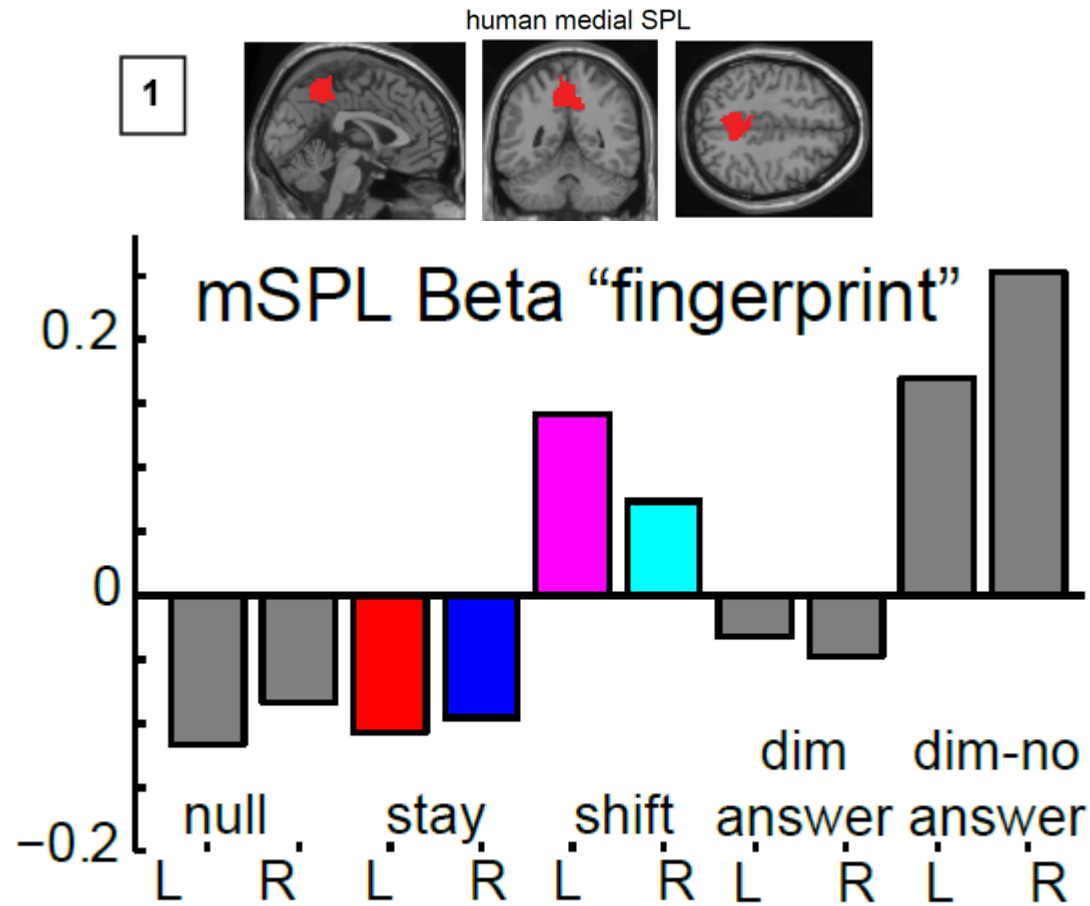 human medial SPL
1
mSPL Beta “fingerprint”
0.2
0
−0.2
null
stay
shift
dim answer
dim-no answer
L R L R L R L R L R